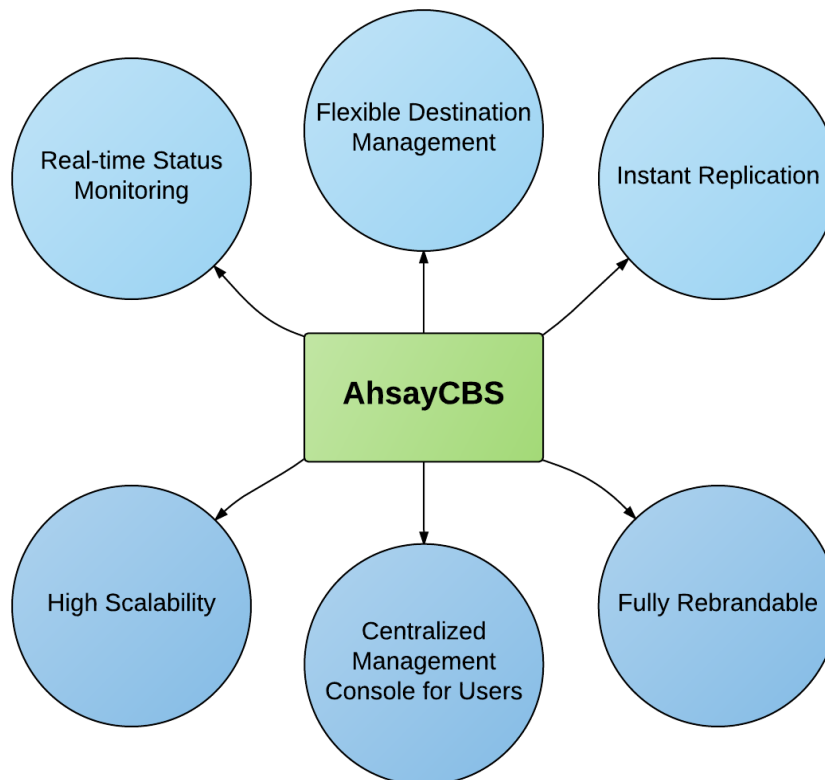 Flexible Destination
Management
Real-time Status
Monitoring
Instant Replication
AhsayCBS
High Scalability
Centralized
Management
Console for Users
Fully Rebrandable